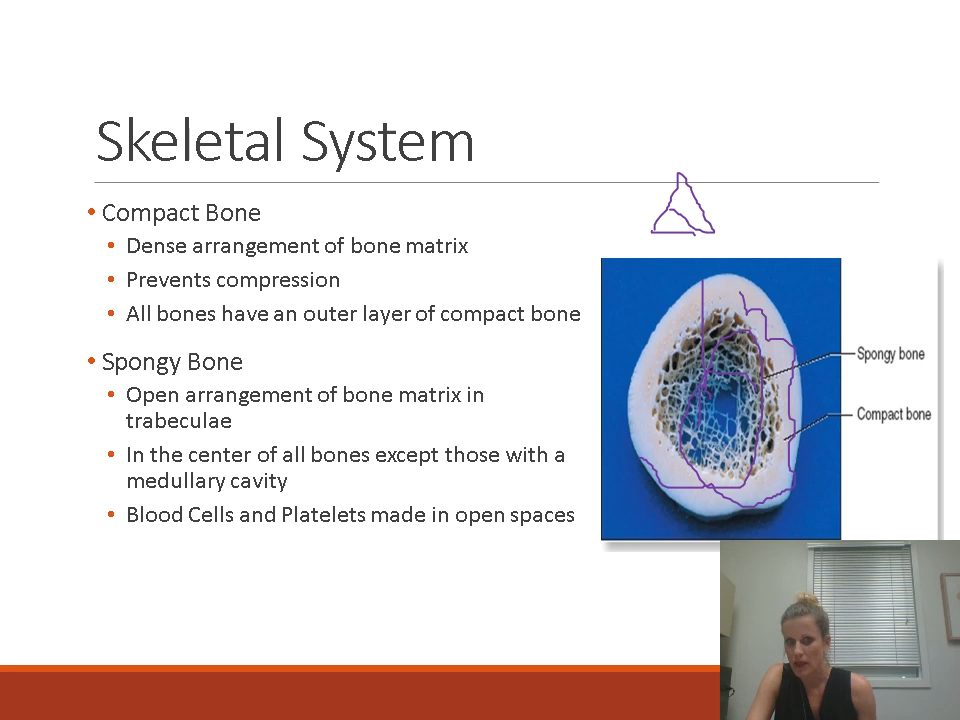 Skeletal System
• Compact Bone
• Dense arrangement of bone matrix
• Prevents compression
• All bones have an outer layer of compact bone
• Spongy Bone
• Open arrangement of bone matrix in
trabeculae
• In the center of all bones except those with a
medullary cavity
• Blood Cells and Platelets made in open spaces
Spongy bone
Compact bone